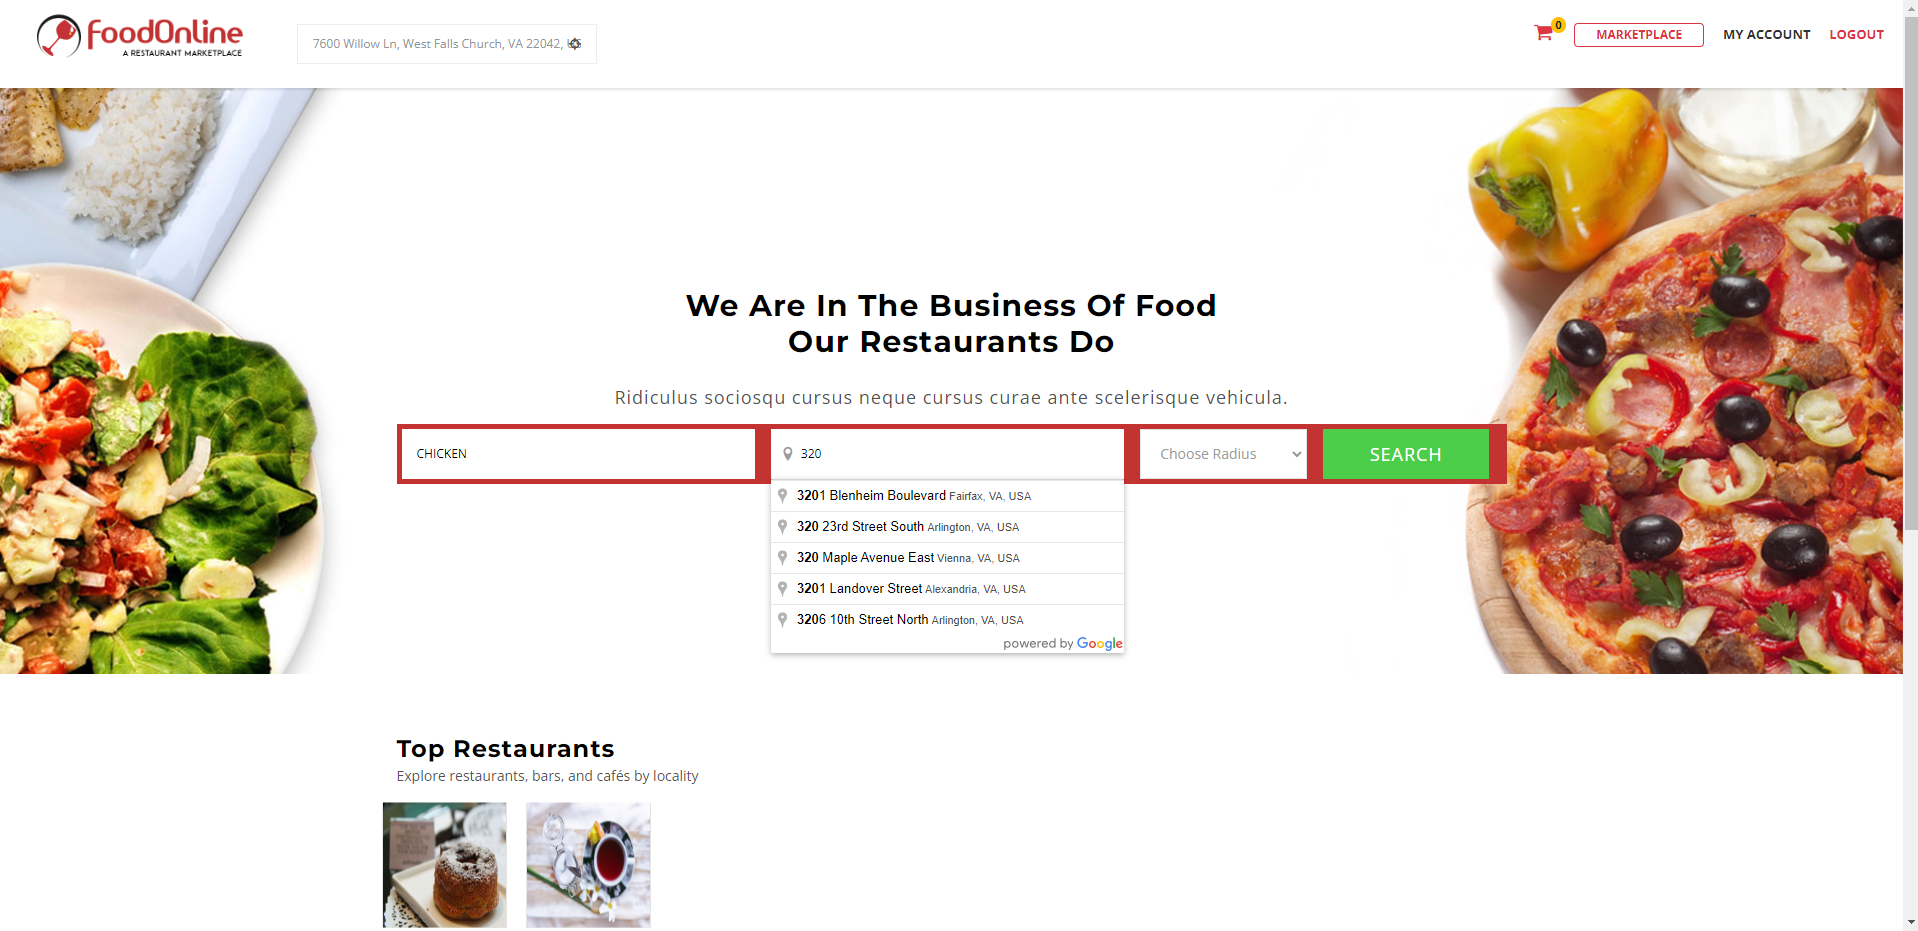 FoodOnline
A RESTAURANT MARKETPLACE
7600 Willow Ln, West Falls Church, VA 22042,
0
MARKETPLACE
MY ACCOUNT
LOGOUT
We Are In The Business Of Food
Our Restaurants Do
Ridiculus sociosqu cursus neque cursus curae ante scelerisque vehicula.
CHICKEN
320
Choose Radius
SEARCH
3201 Blenheim Boulevard Fairfax, VA, USA
320 23rd Street South Arlington, VA, USA
320 Maple Avenue East Vienna, VA, USA
3201 Landover Street Alexandria, VA, USA
3206 10th Street North Arlington, VA, USA
powered by Google
Top Restaurants
Explore restaurants, bars, and cafés by locality